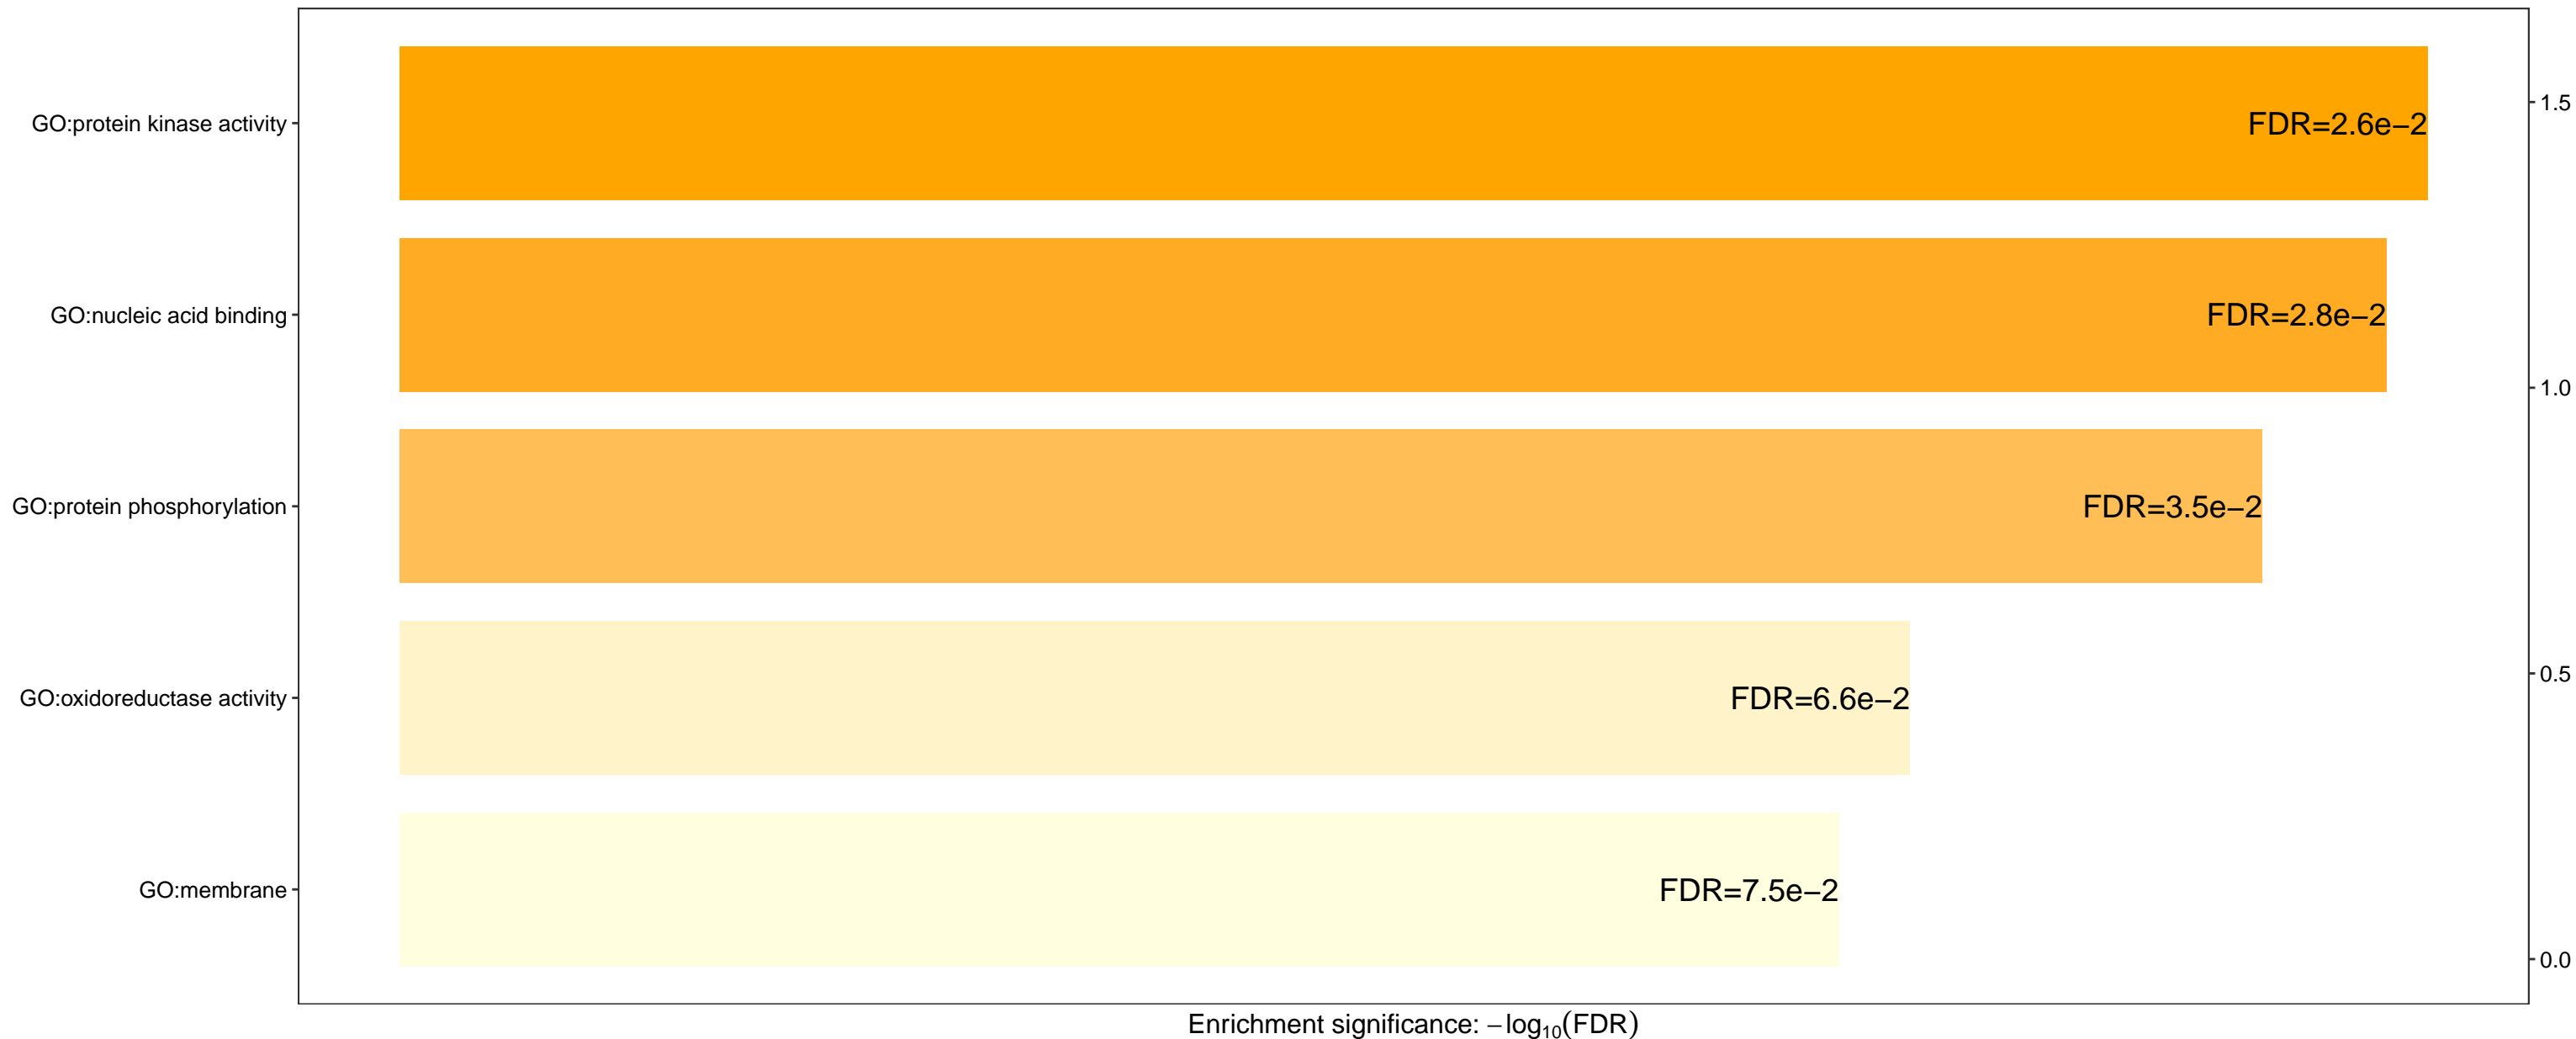 GO:protein kinase activity
FDR=2.6e−2
1.5
GO:nucleic acid binding
FDR=2.8e−2
1.0
GO:protein phosphorylation
FDR=3.5e−2
GO:oxidoreductase activity
FDR=6.6e−2
0.5
GO:membrane
FDR=7.5e−2
0.0
Enrichment significance: −log₁₀(FDR)